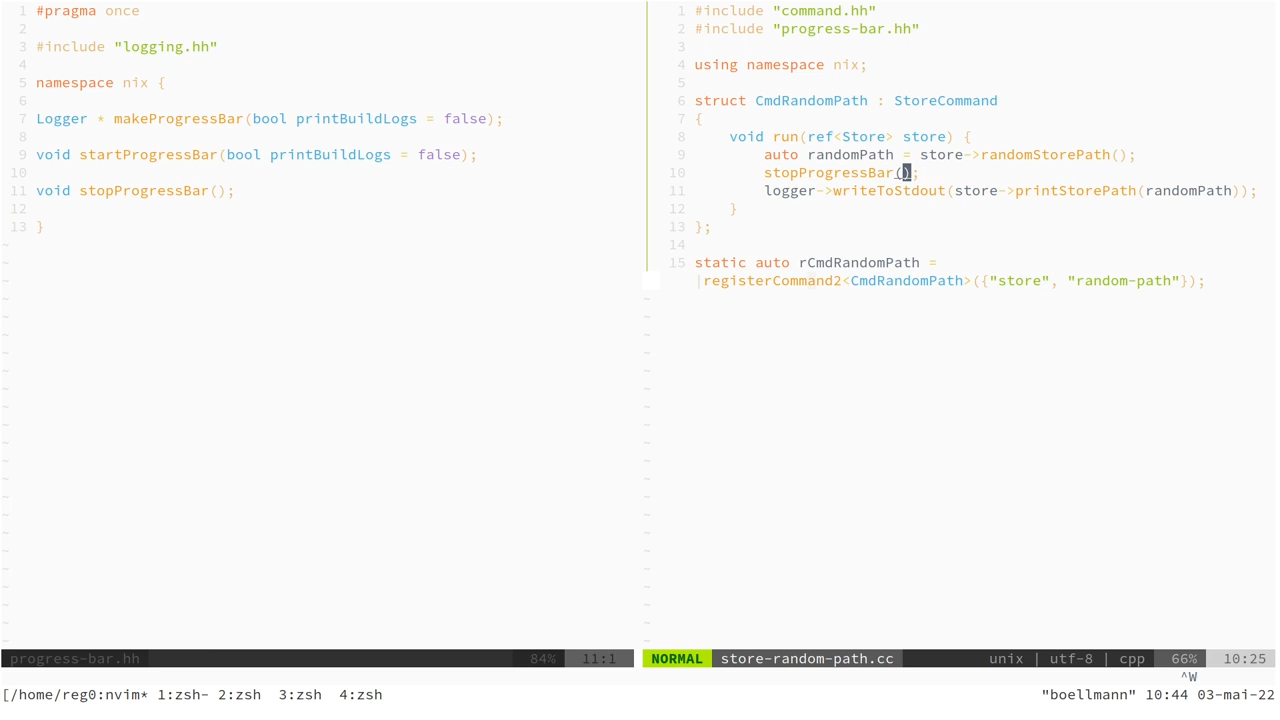 1 #pragma once
2
3 #include "logging.hh"
4
5 namespace nix {
6
7 Logger * makeProgressBar(bool printBuildLogs = false);
8
9 void startProgressBar(bool printBuildLogs = false);
10
11 void stopProgressBar();
12
13 }
~
progress-bar.hh 84% 11:1
1 #include "command.hh"
2 #include "progress-bar.hh"
3
4 using namespace nix;
5
6 struct CmdRandomPath : StoreCommand
7 {
8 void run(ref<Store> store) {
9 auto randomPath = store->randomStorePath();
10 stopProgressBar();
11 logger->writeToStdout(store->printStorePath(randomPath));
12 }
13 };
14
15 static auto rCmdRandomPath =
|registerCommand2<CmdRandomPath>({"store", "random-path"});
~
NORMAL store-random-path.cc unix | utf-8 | cpp 66% 10:25
^W
[/home/reg0:nvim* 1:zsh- 2:zsh 3:zsh 4:zsh "boellmann" 10:44 03-mai-22